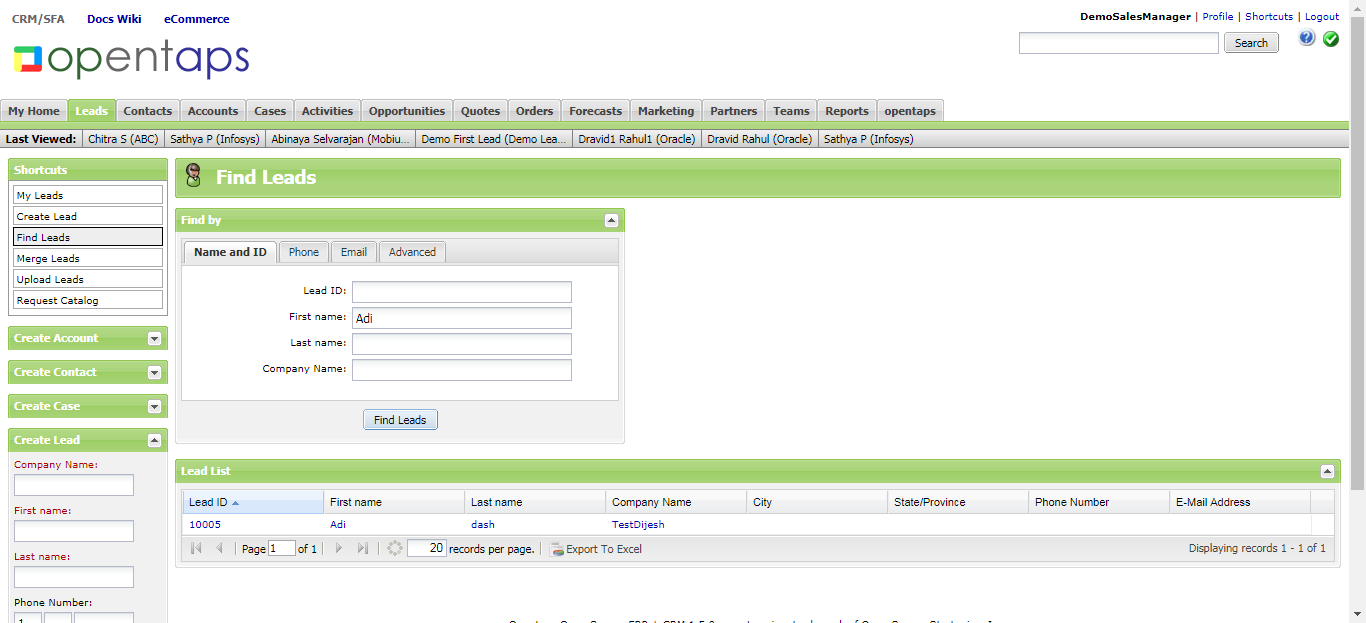 CRM/SFA Docs Wiki eCommerce
DemoSalesManager | Profile | Shortcuts | Logout
opentaps
Search
My Home Leads Contacts Accounts Cases Activities Opportunities Quotes Orders Forecasts Marketing Partners Teams Reports opentaps
Last Viewed: Chitra S (ABC) Sathya P (Infosys) Abinaya Selvarajan (Mobiu... Demo First Lead (Demo Lea... Dravid1 Rahul1 (Oracle) Dravid Rahul (Oracle) Sathya P (Infosys)
Shortcuts
My Leads
Create Lead
Find Leads
Merge Leads
Upload Leads
Request Catalog
Create Account
Create Contact
Create Case
Create Lead
Company Name:
First name:
Last name:
Phone Number:
1
Find Leads
Find by
Name and ID Phone Email Advanced
Lead ID:
First name: Adi
Last name:
Company Name:
Find Leads
Lead List
Lead ID First name Last name Company Name City State/Province Phone Number E-Mail Address
10005 Adi dash TestDijesh
Page 1 of 1 20 records per page. Export To Excel Displaying records 1 - 1 of 1